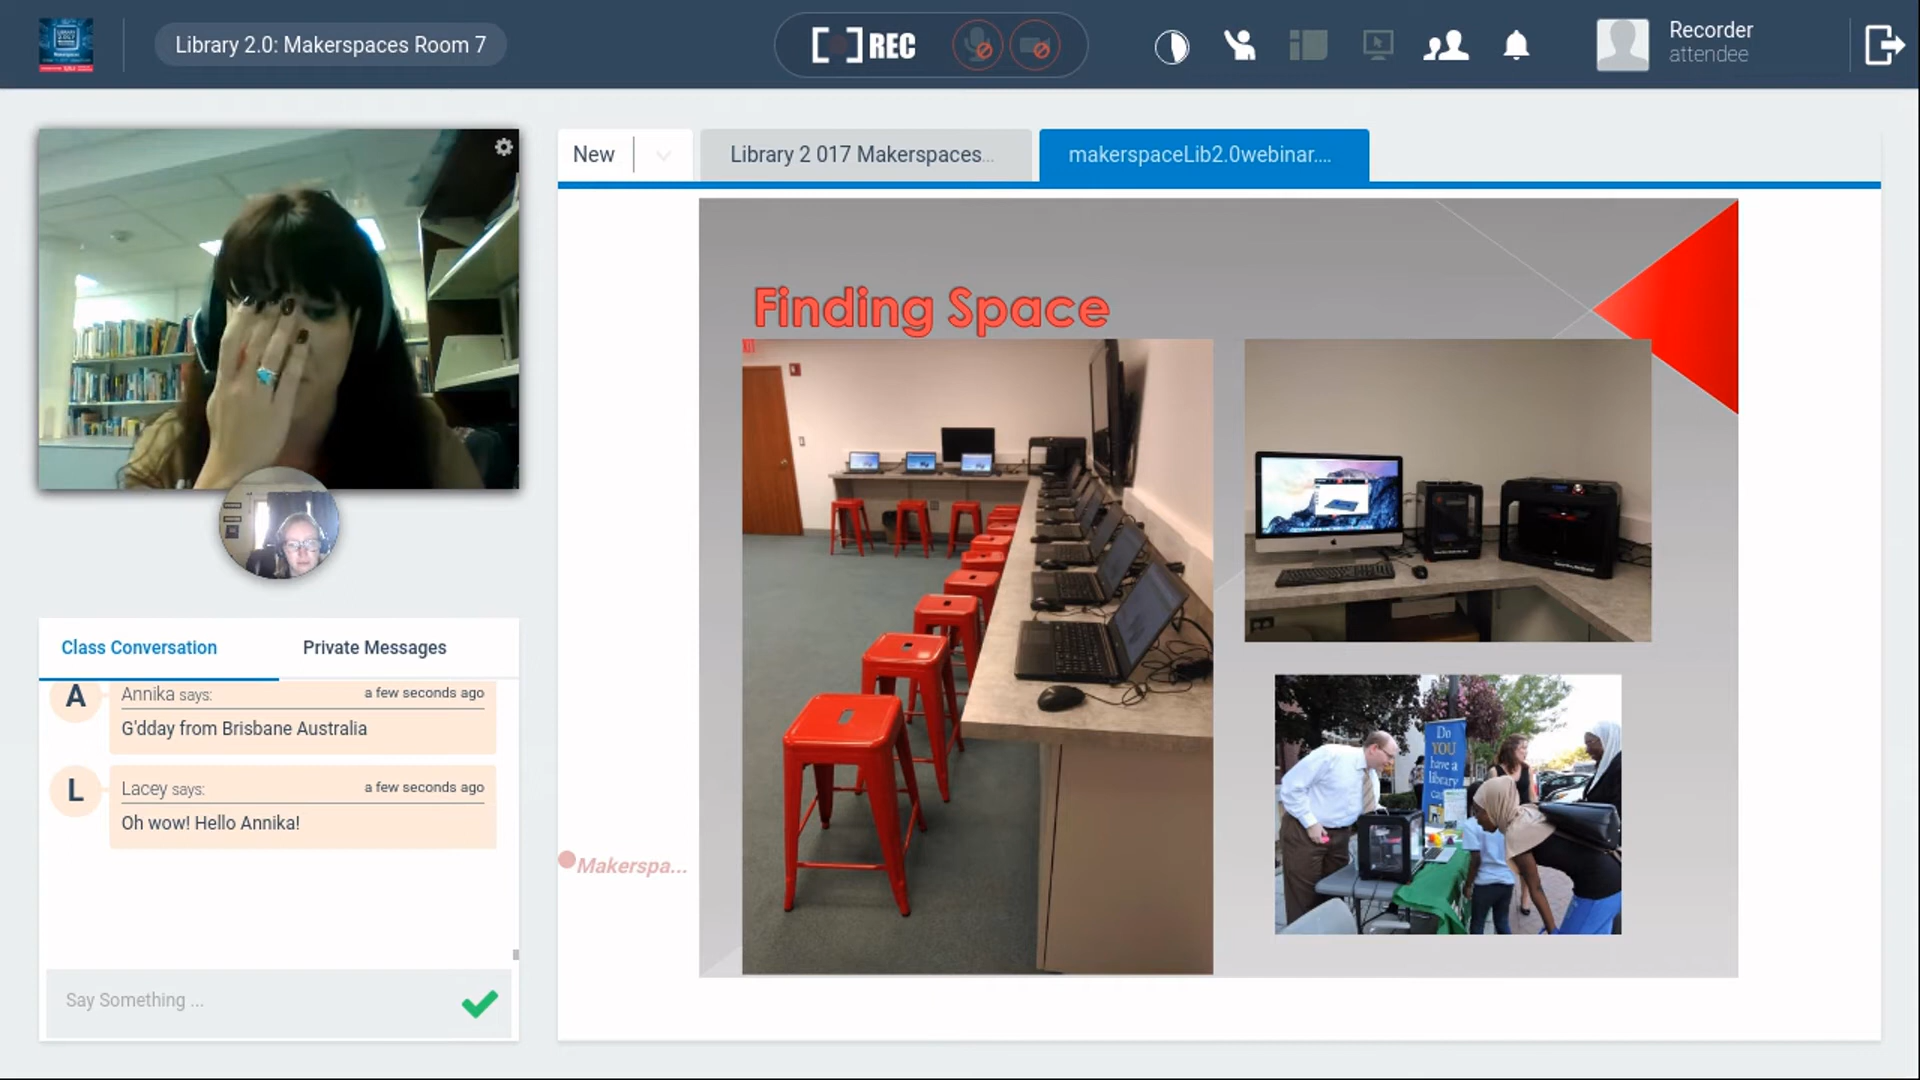 Library 2.0: Makerspaces Room 7
REC
Recorder
attendee
New
Library 2 017 Makerspaces...
makerspaceLib2.0webinar....
Finding Space
Do
YOU
have a
library
Makerspa...
Class Conversation
Private Messages
A
Annika says:
a few seconds ago
G'dday from Brisbane Australia
L
Lacey says:
a few seconds ago
Oh wow! Hello Annika!
Say Something ...